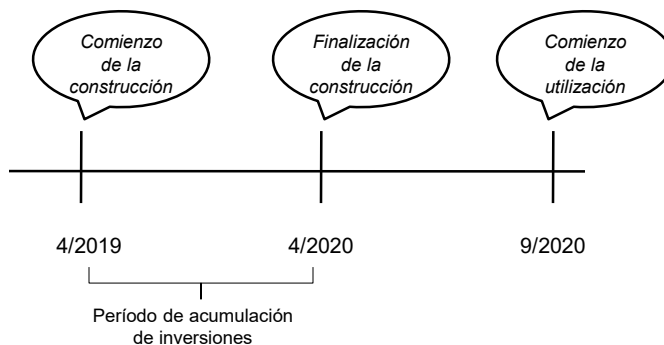 Comienzo
de la
construcción
Finalización
de la
construcción
Comienzo
de la
utilización
4/2019
4/2020
9/2020
Período de acumulación
de inversiones